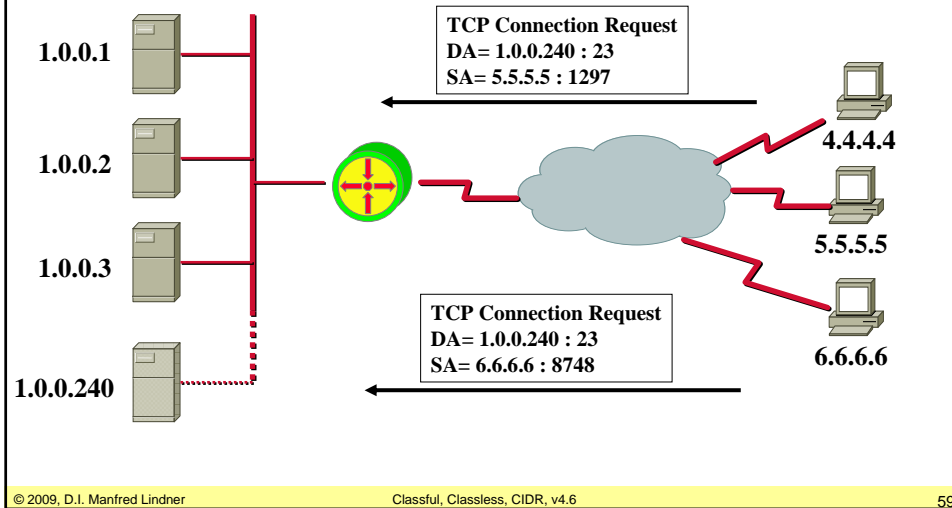 TCP Connection Request
DA= 1.0.0.240 : 23
SA= 5.5.5.5 : 1297
1.0.0.1
4.4.4.4
1.0.0.2
5.5.5.5
1.0.0.3
TCP Connection Request
DA= 1.0.0.240 : 23
SA= 6.6.6.6 : 8748
6.6.6.6
1.0.0.240
© 2009, D.I. Manfred Lindner
Classful, Classless, CIDR, v4.6
59